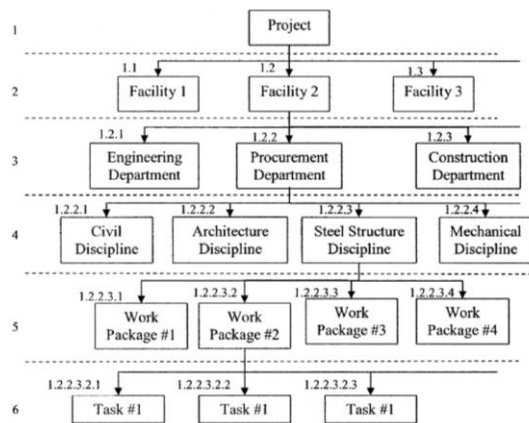 1
Project
1.1
1.2
1.3
2
Facility 1
Facility 2
Facility 3
1.2.1
1.2.2
1.2.3
3
Engineering
Department
Procurement
Department
Construction
Department
1.2.2.1
1.2.2.2
1.2.2.3
1.2.2.4
4
Civil
Discipline
Architecture
Discipline
Steel Structure
Discipline
Mechanical
Discipline
1.2.2.3.1
1.2.2.3.2
1.2.2.3.3
1.2.2.3.4
5
Work
Package #1
Work
Package #2
Work
Package #3
Work
Package #4
1.2.2.3.2.1
1.2.2.3.2.2
1.2.2.3.2.3
6
Task #1
Task #1
Task #1